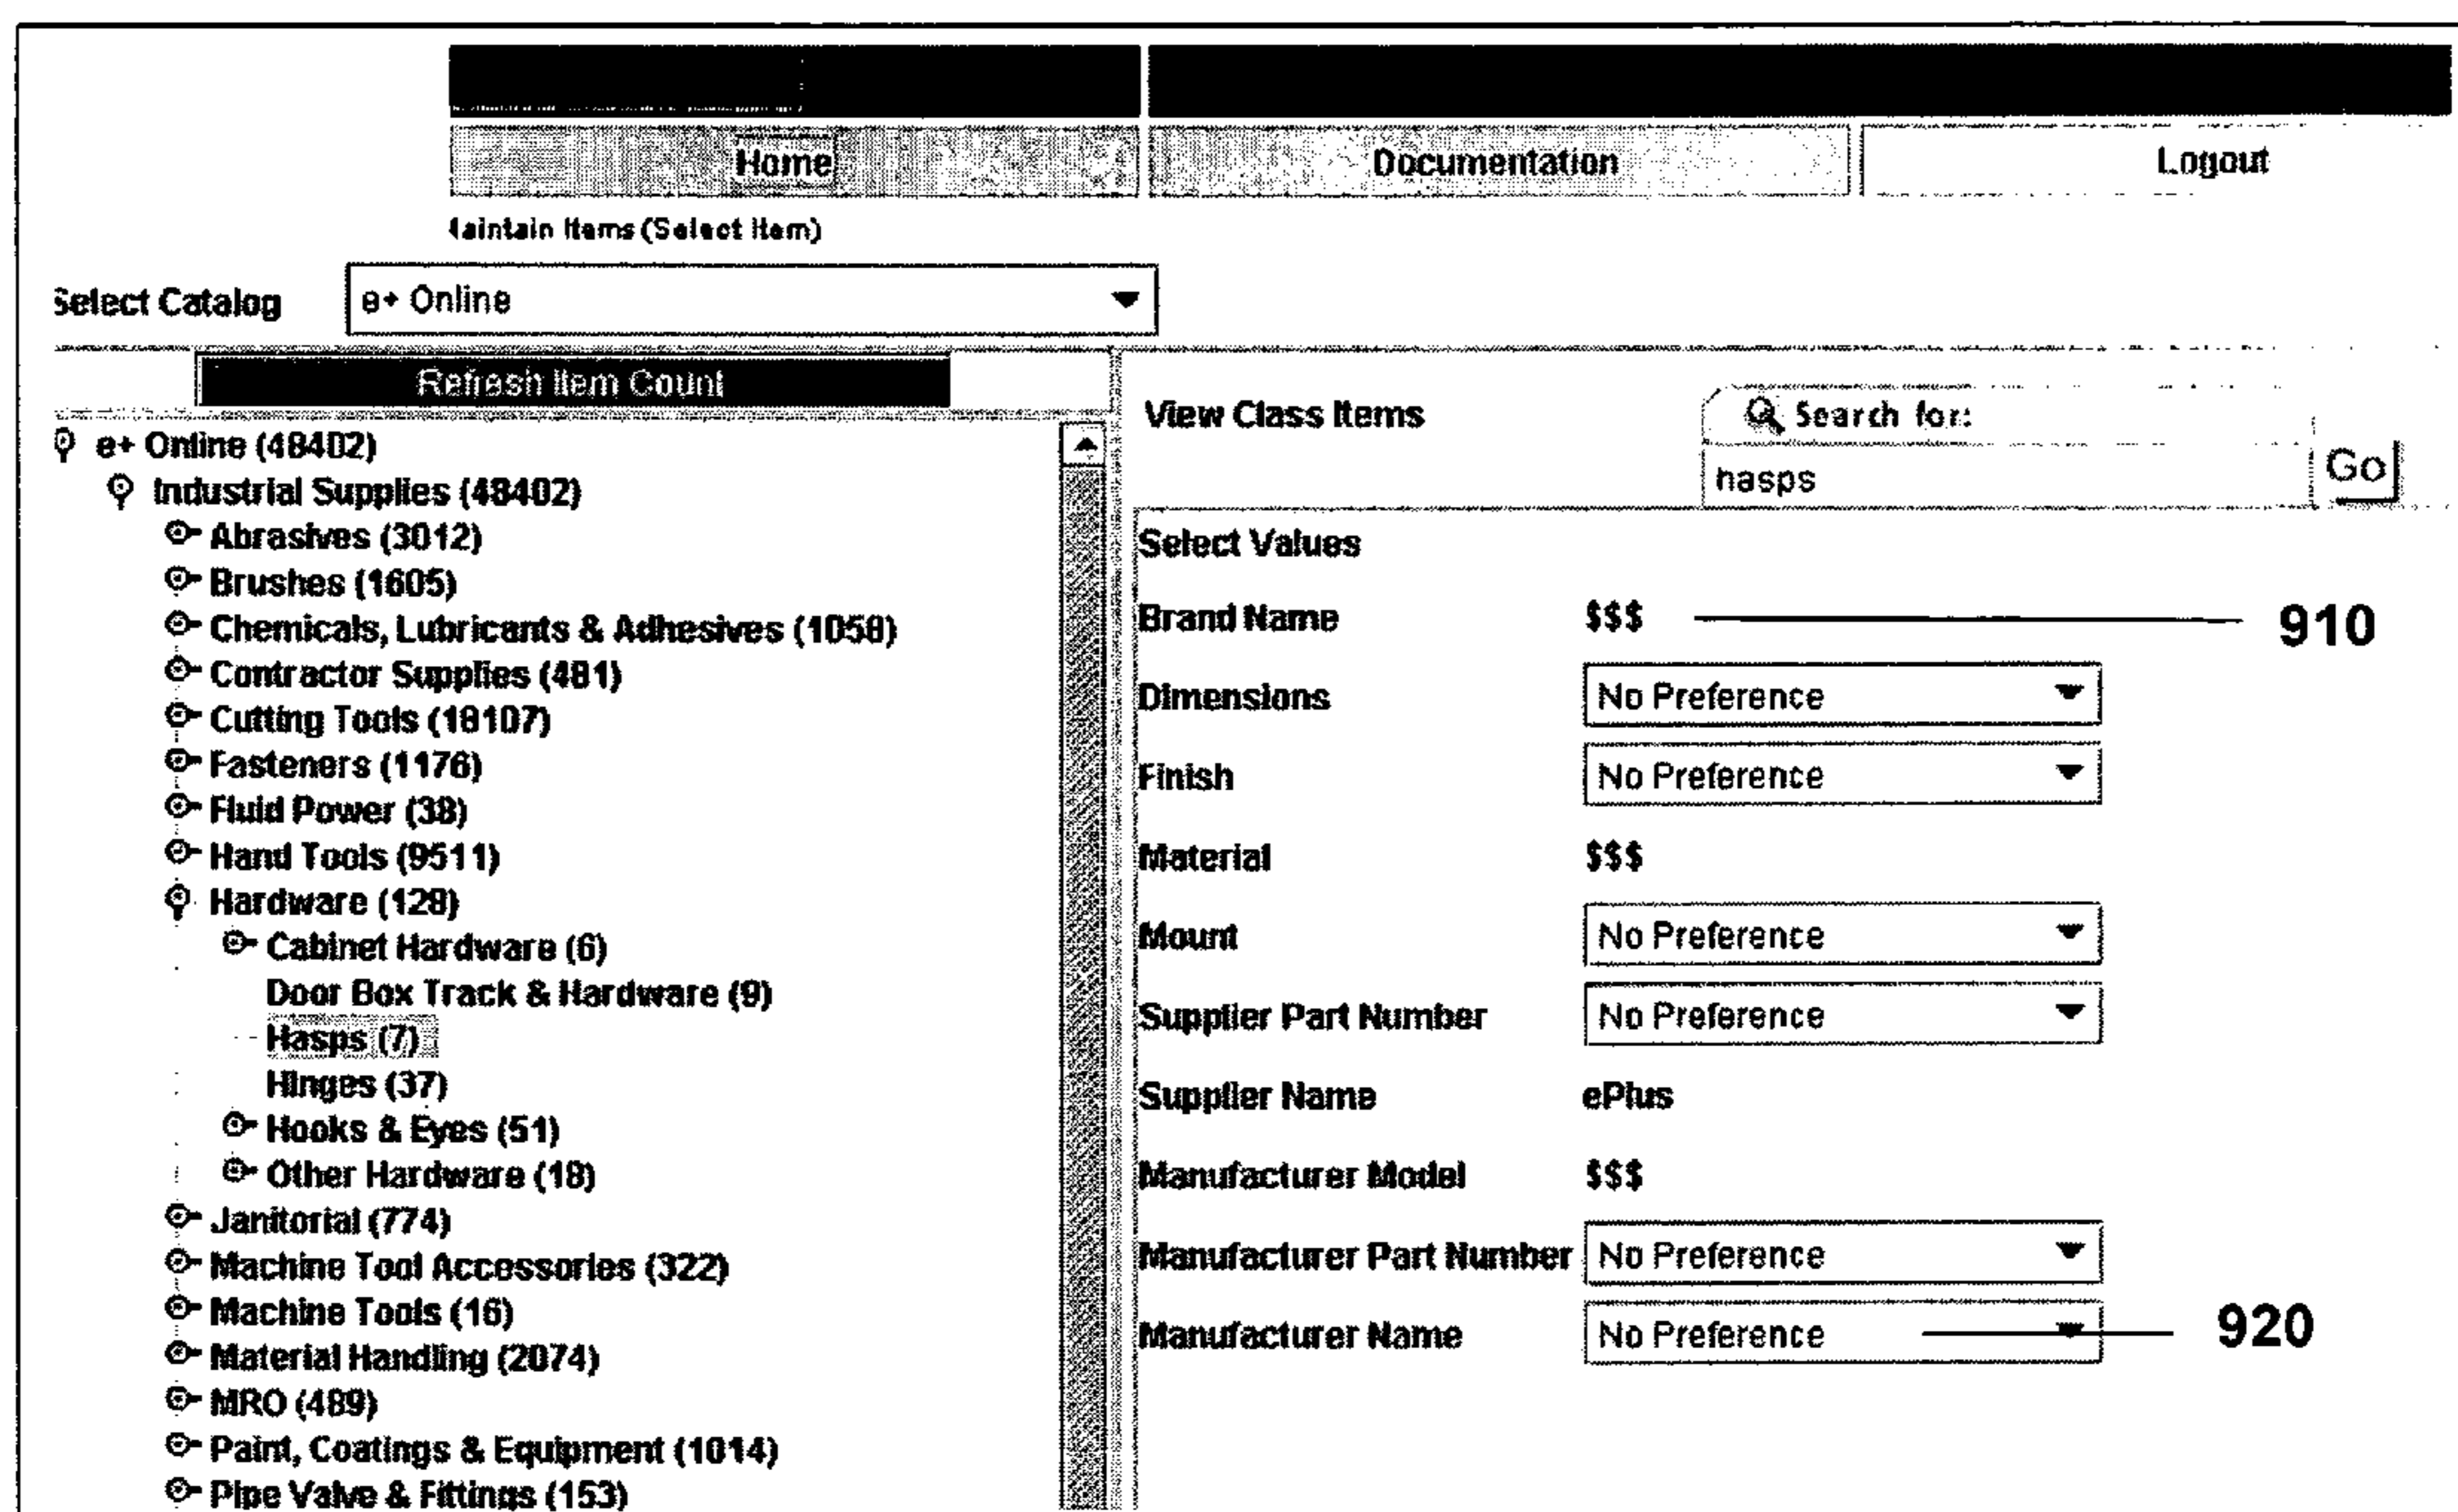 Home
Documentation
Logout
aintain Items (Select Item)
Select Catalog
e+ Online
Refresh Item Count
e+ Online (48402)
Industrial Supplies (48402)
Abrasives (3012)
Brushes (1605)
Chemicals, Lubricants & Adhesives (1058)
Contractor Supplies (481)
Cutting Tools (18107)
Fasteners (1176)
Fluid Power (38)
Hand Tools (9511)
Hardware (128)
Cabinet Hardware (6)
Door Box Track & Hardware (9)
Hasps (7)
Hinges (37)
Hooks & Eyes (51)
Other Hardware (18)
Janitorial (774)
Machine Tool Accessories (322)
Machine Tools (16)
Material Handling (2074)
MRO (489)
Paint, Coatings & Equipment (1014)
Pipe Valve & Fittings (153)
View Class Items
Search for:
hasps
Go
Select Values
Brand Name $$$
910
Dimensions No Preference
Finish No Preference
Material $$$
Mount No Preference
Supplier Part Number No Preference
Supplier Name ePlus
Manufacturer Model $$$
Manufacturer Part Number No Preference
Manufacturer Name No Preference
920